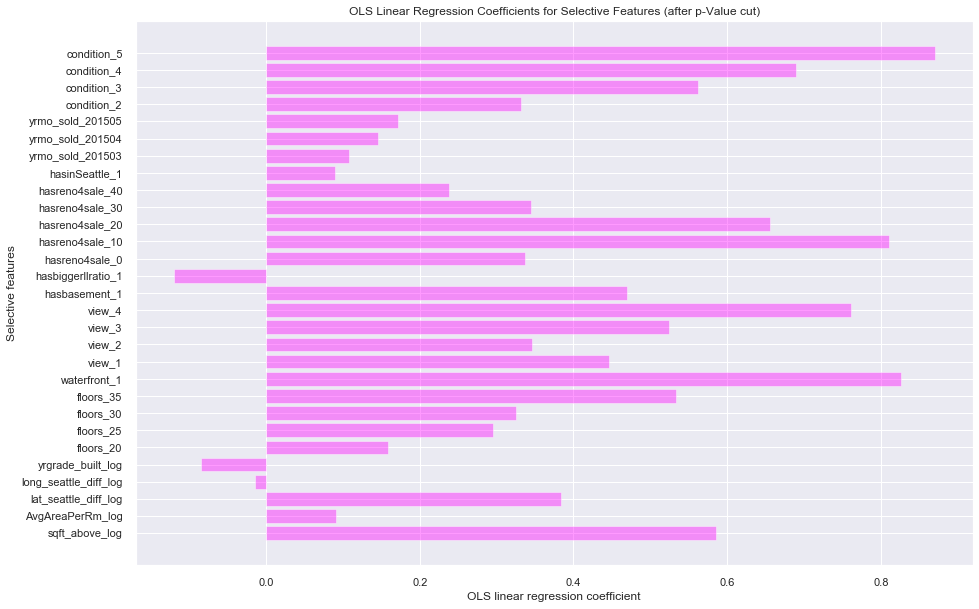 OLS Linear Regression Coefficients for Selective Features (after p-Value cut)
Selective features
condition_5
condition_4
condition_3
condition_2
yrmo_sold_201505
yrmo_sold_201504
yrmo_sold_201503
hasinSeattle_1
hasreno4sale_40
hasreno4sale_30
hasreno4sale_20
hasreno4sale_10
hasreno4sale_0
hasbiggerllratio_1
hasbasement_1
view_4
view_3
view_2
view_1
waterfront_1
floors_35
floors_30
floors_25
floors_20
yrgrade_built_log
long_seattle_diff_log
lat_seattle_diff_log
AvgAreaPerRm_log
sqft_above_log
0.0 0.2 0.4 0.6 0.8
OLS linear regression coefficient